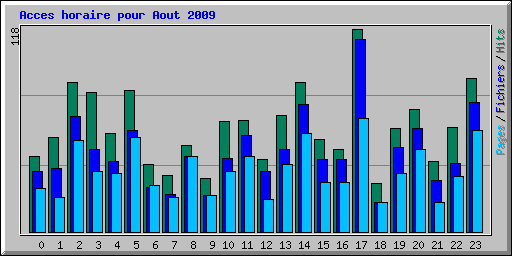 Acces horaire pour Aout 2009
118
Pages/Fichiers/Hits
0 1 2 3 4 5 6 7 8 9 10 11 12 13 14 15 16 17 18 19 20 21 22 23